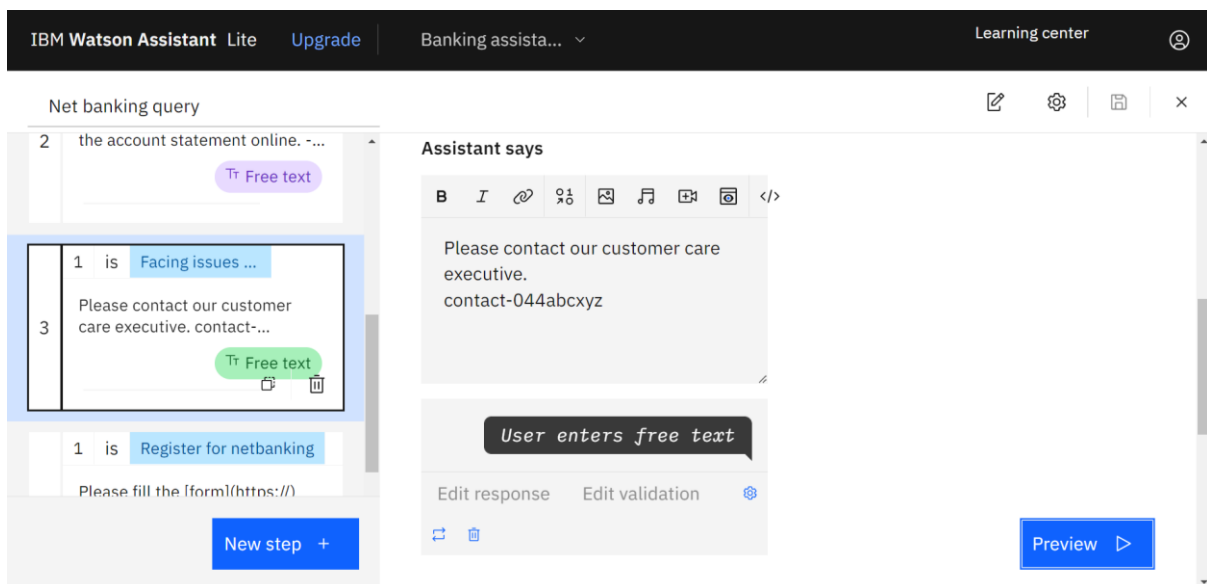 IBM Watson Assistant Lite Upgrade Banking assista... Learning center
Net banking query
2 the account statement online. -...
Tт Free text
1 is Facing issues ...
3
Please contact our customer
care executive. contact-...
Tт Free text
1 is Register for netbanking
Please fill the [form](https://)
New step +
Assistant says
B I </>
Please contact our customer care
executive.
contact-044abcxyz
User enters free text
Edit response Edit validation
Preview